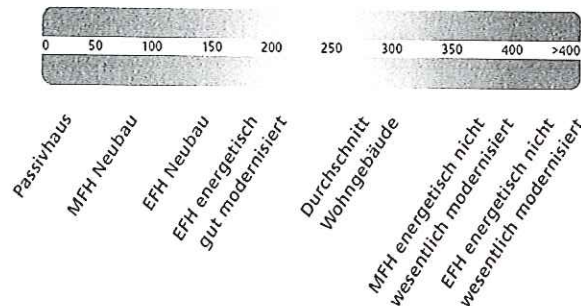 0 50 100 150 200 250 300 350 400 >400
Passivhaus
MFH Neubau
EFH Neubau
EFH energetisch
gut modernisiert
Durchschnitt
Wohngebäude
MFH energetisch nicht
wesentlich modernisiert
EFH energetisch nicht
wesentlich modernisiert